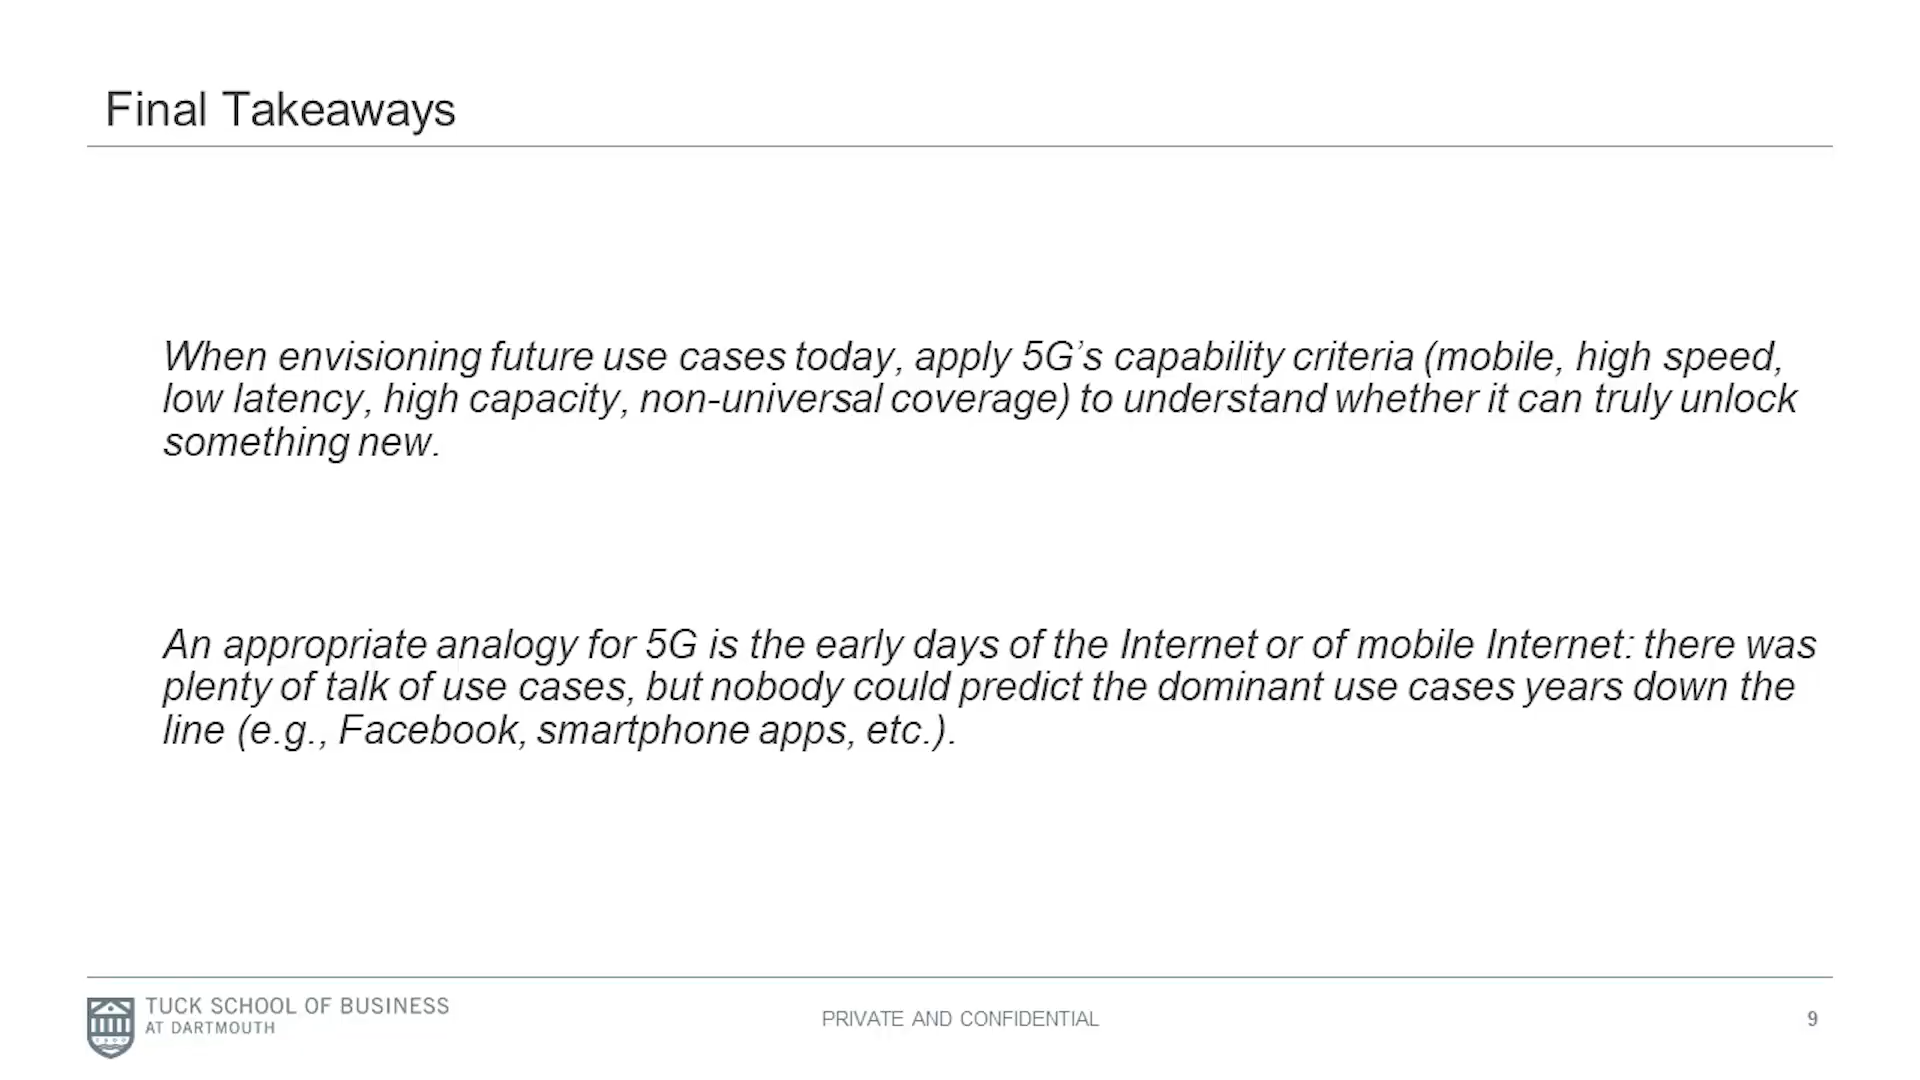 Final Takeaways
When envisioning future use cases today, apply 5G’s capability criteria (mobile, high speed,
low latency, high capacity, non-universal coverage) to understand whether it can truly unlock
something new.
An appropriate analogy for 5G is the early days of the Internet or of mobile Internet: there was
plenty of talk of use cases, but nobody could predict the dominant use cases years down the
line (e.g., Facebook, smartphone apps, etc.).
TUCK SCHOOL OF BUSINESS
AT DARTMOUTH
PRIVATE AND CONFIDENTIAL
9